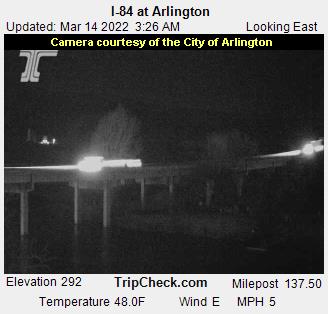 I-84 at Arlington
Updated: Mar 14 2022 3:26 AM Looking East
Camera courtesy of the City of Arlington
Elevation 292 TripCheck.com Milepost 137.50
Temperature 48.0F Wind E MPH 5